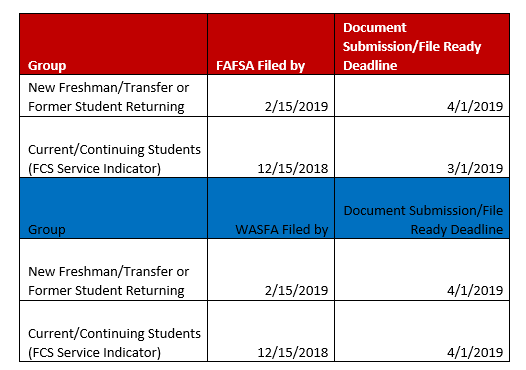 Document
Submission/File Ready
Group FAFSA Filed by Deadline
New Freshman/Transfer or
Former Student Returning 2/15/2019 4/1/2019
Current/Continuing Students
(FCS Service Indicator) 12/15/2018 3/1/2019
Document Submission/File
Group WASFA Filed by Ready Deadline
New Freshman/Transfer or
Former Student Returning 2/15/2019 4/1/2019
Current/Continuing Students
(FCS Service Indicator) 12/15/2018 4/1/2019